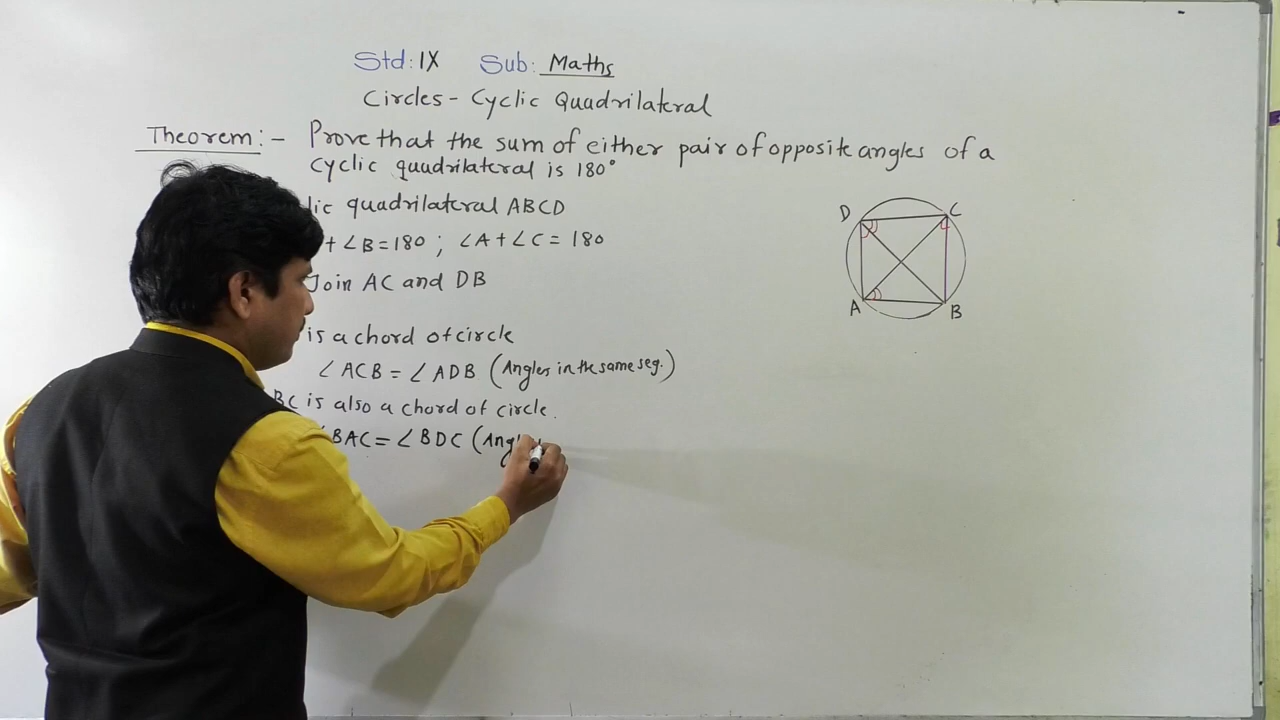 Std: IX Sub: Maths
Circles - Cyclic Quadrilateral
Theorem :- Prove that the sum of either pair of opposite angles of a
cyclic quadrilateral is 180°
quadrilateral ABCD
+ ∠B = 180 ; ∠A + ∠C = 180
Join AC and DB
is a chord of circle
∠ ACB = ∠ ADB (Angles in the same seg.)
BC is also a chord of circle.
∠BAC = ∠ BDC (Angl
D C
A B